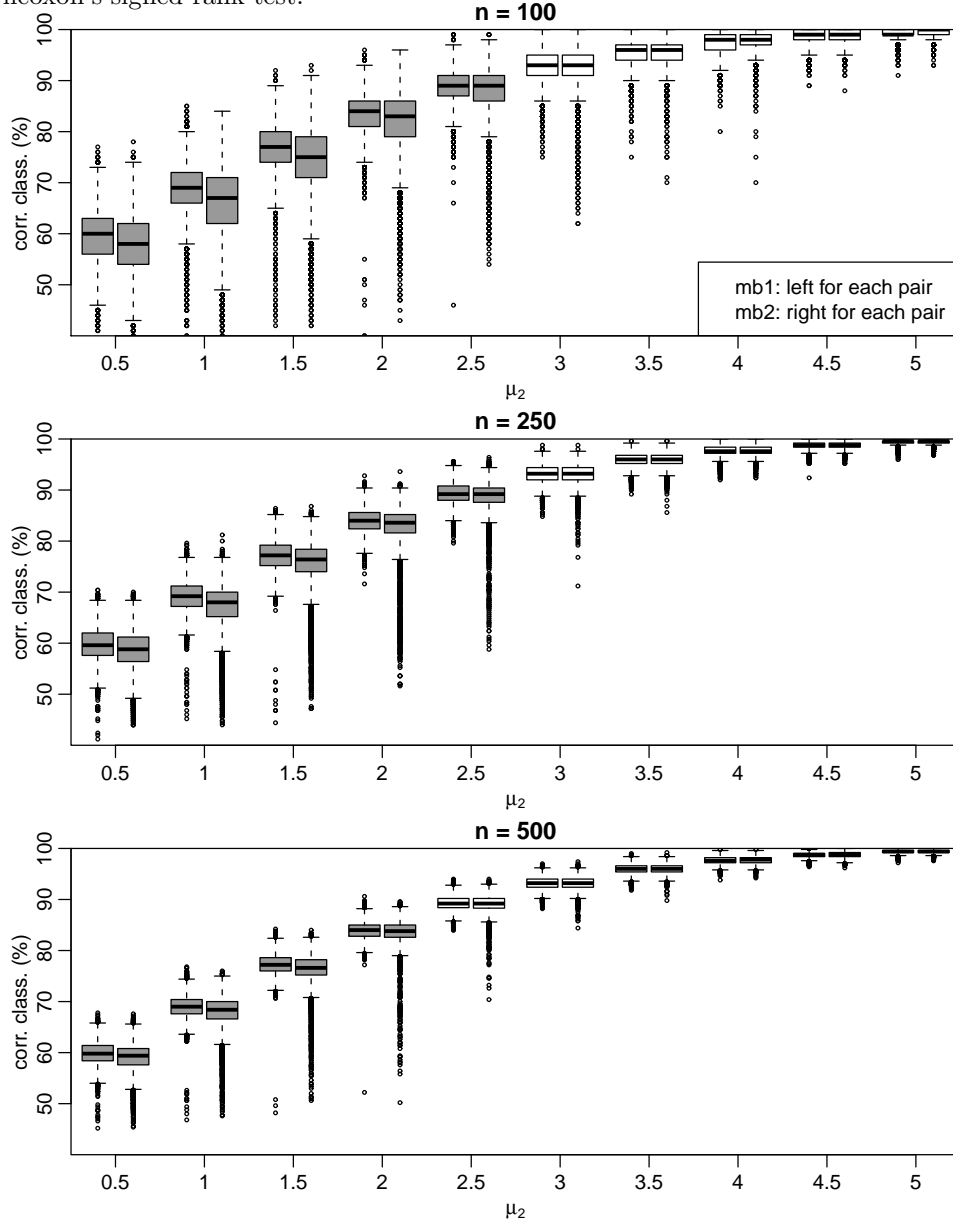 signed rank test.
n = 100
corr. class. (%)
100
90
80
70
60
50
mb1: left for each pair
mb2: right for each pair
0.5 1 1.5 2 2.5 3 3.5 4 4.5 5
μ₂
n = 250
corr. class. (%)
100
90
80
70
60
50
0.5 1 1.5 2 2.5 3 3.5 4 4.5 5
μ₂
n = 500
corr. class. (%)
100
90
80
70
60
50
0.5 1 1.5 2 2.5 3 3.5 4 4.5 5
μ₂